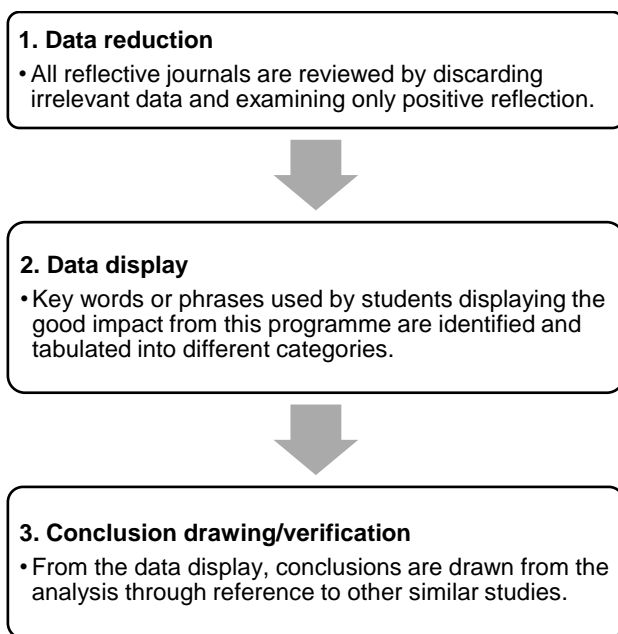 1. Data reduction
• All reflective journals are reviewed by discarding
irrelevant data and examining only positive reflection.
2. Data display
• Key words or phrases used by students displaying the
good impact from this programme are identified and
tabulated into different categories.
3. Conclusion drawing/verification
• From the data display, conclusions are drawn from the
analysis through reference to other similar studies.